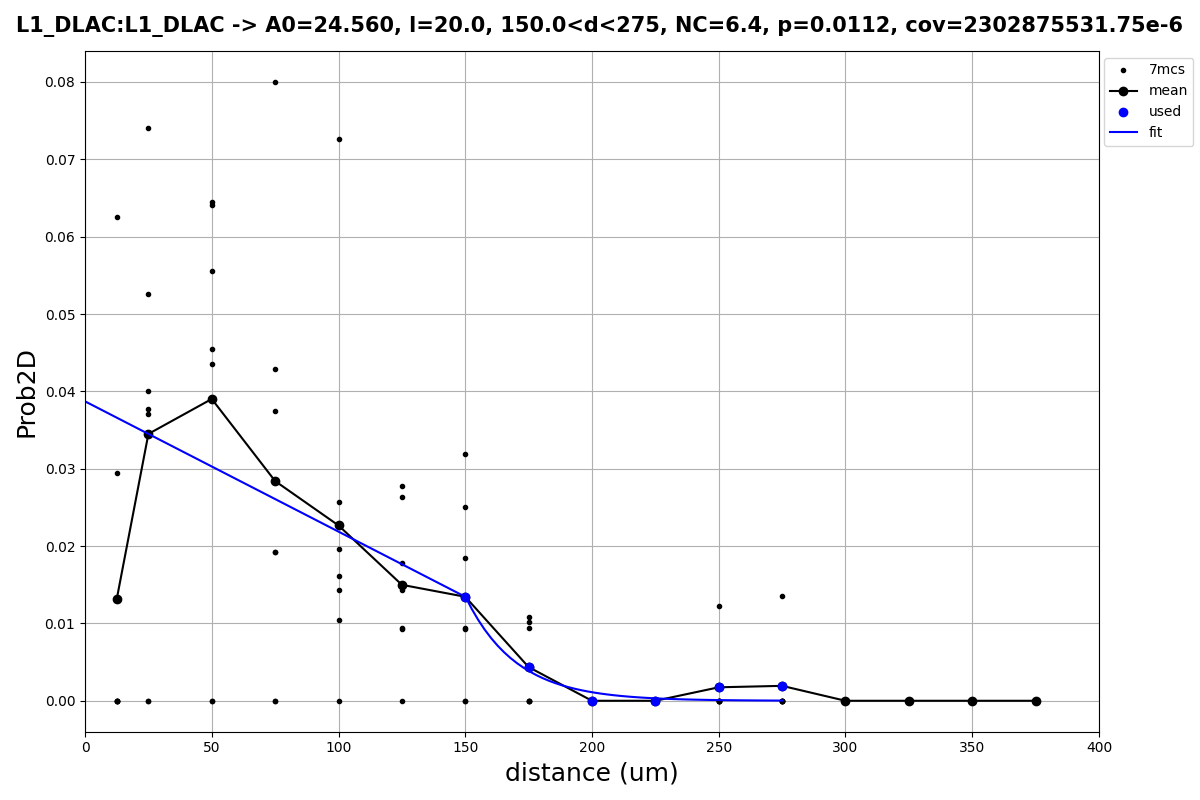 L1_DLAC:L1_DLAC -> A0=24.560, l=20.0, 150.0<d<275, NC=6.4, p=0.0112, cov=2302875531.75e-6
7mcs
mean
used
fit
0.08
0.07
0.06
0.05
0.04
0.03
0.02
0.01
0.00
Prob2D
0 50 100 150 200 250 300 350 400
distance (um)